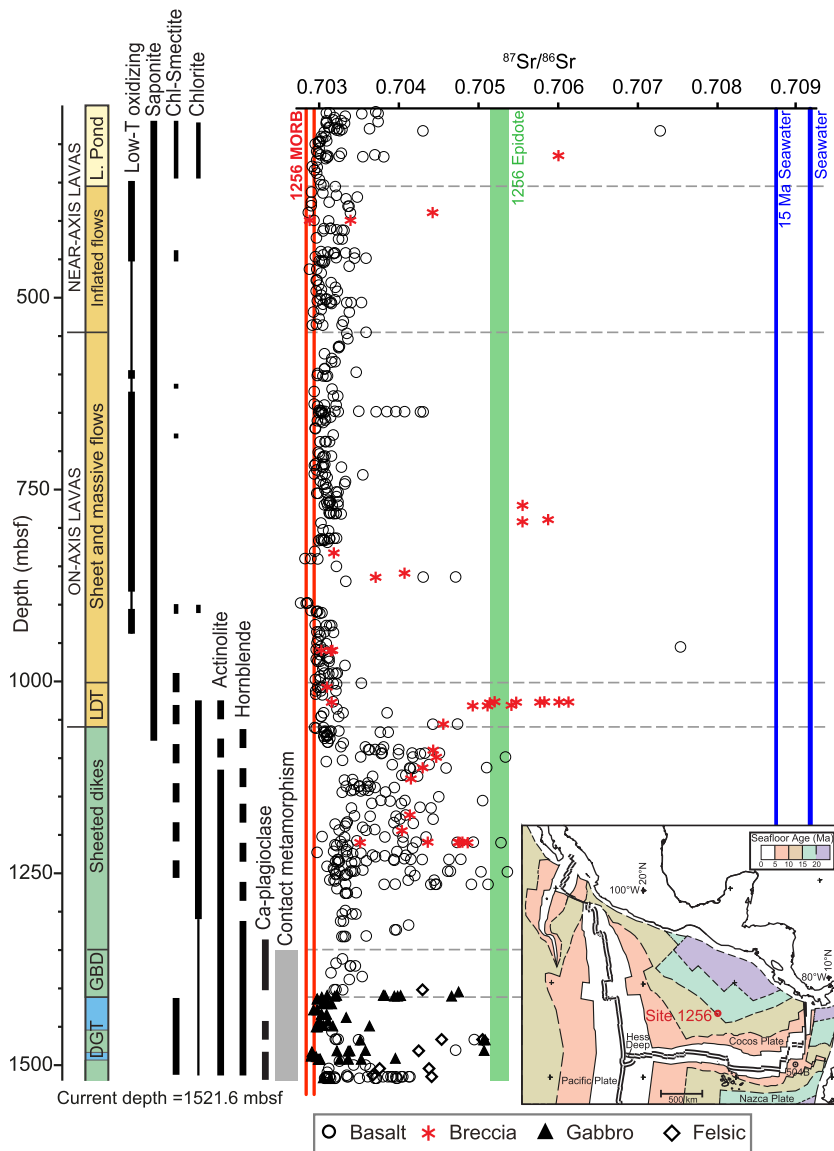 ⁸⁷Sr/⁸⁶Sr
0.703 0.704 0.705 0.706 0.707 0.708 0.709
Low-T oxidizing
Saponite
Chl-Smectite
Chlorite
Actinolite
Hornblende
Ca-plagioclase
Contact metamorphism
1256 MORB
1256 Epidote
15 Ma Seawater
Seawater
Depth (mbsf)
500
750
1000
1250
1500
NEAR-AXIS LAVAS
ON-AXIS LAVAS
L. Pond
Inflated flows
Sheet and massive flows
LDT
Sheeted dikes
GBD
DGT
Current depth =1521.6 mbsf
Seafloor Age (Ma)
0 5 10 15 20
100°W
20°N
80°W
10°N
Site 1256
Hess Deep
Cocos Plate
504B
Pacific Plate
Nazca Plate
500 km
Basalt Breccia Gabbro Felsic